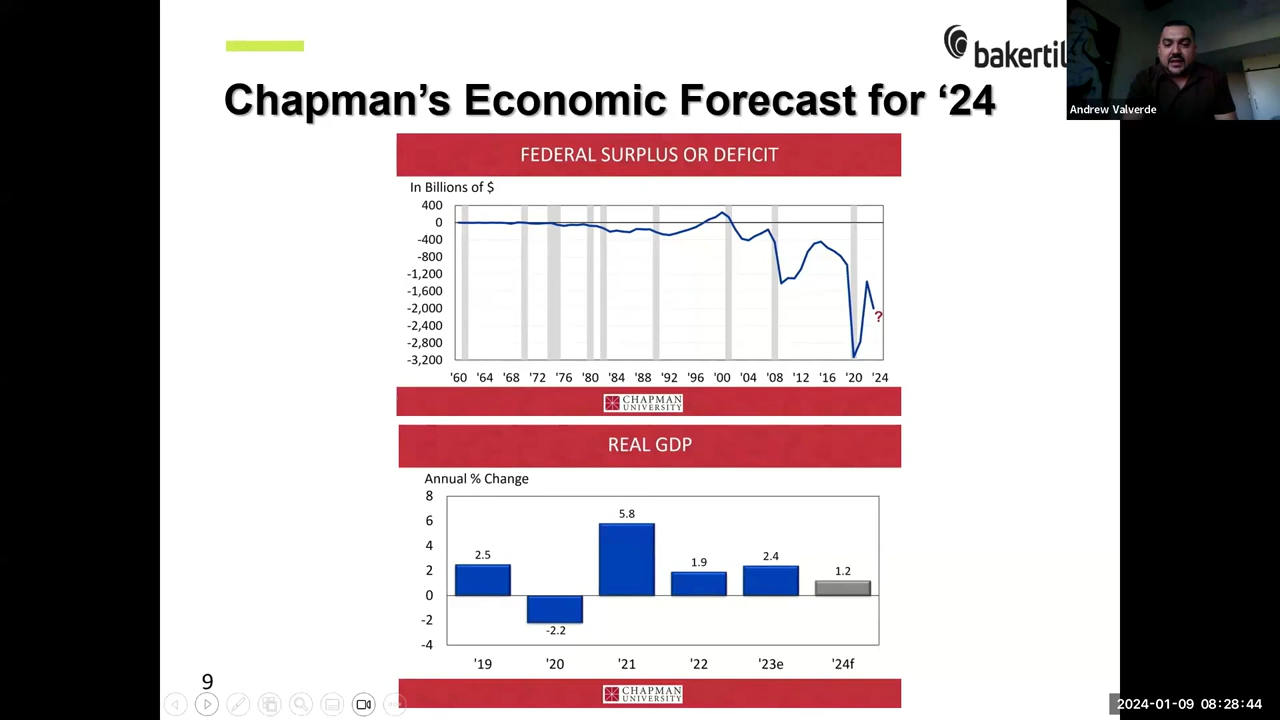 bakertil
Andrew Valverde
Chapman's Economic Forecast for ‘24
FEDERAL SURPLUS OR DEFICIT
In Billions of $
400
0
-400
-800
-1,200
-1,600
-2,000
-2,400
-2,800
-3,200
?
'60 '64 '68 '72 '76 '80 '84 '88 '92 '96 '00 '04 '08 '12 '16 '20 '24
CHAPMAN
UNIVERSITY
REAL GDP
Annual % Change
8
6
4
2
0
-2
-4
2.5
-2.2
5.8
1.9
2.4
1.2
'19 '20 '21 '22 '23e '24f
CHAPMAN
UNIVERSITY
9
2024-01-09 08:28:44